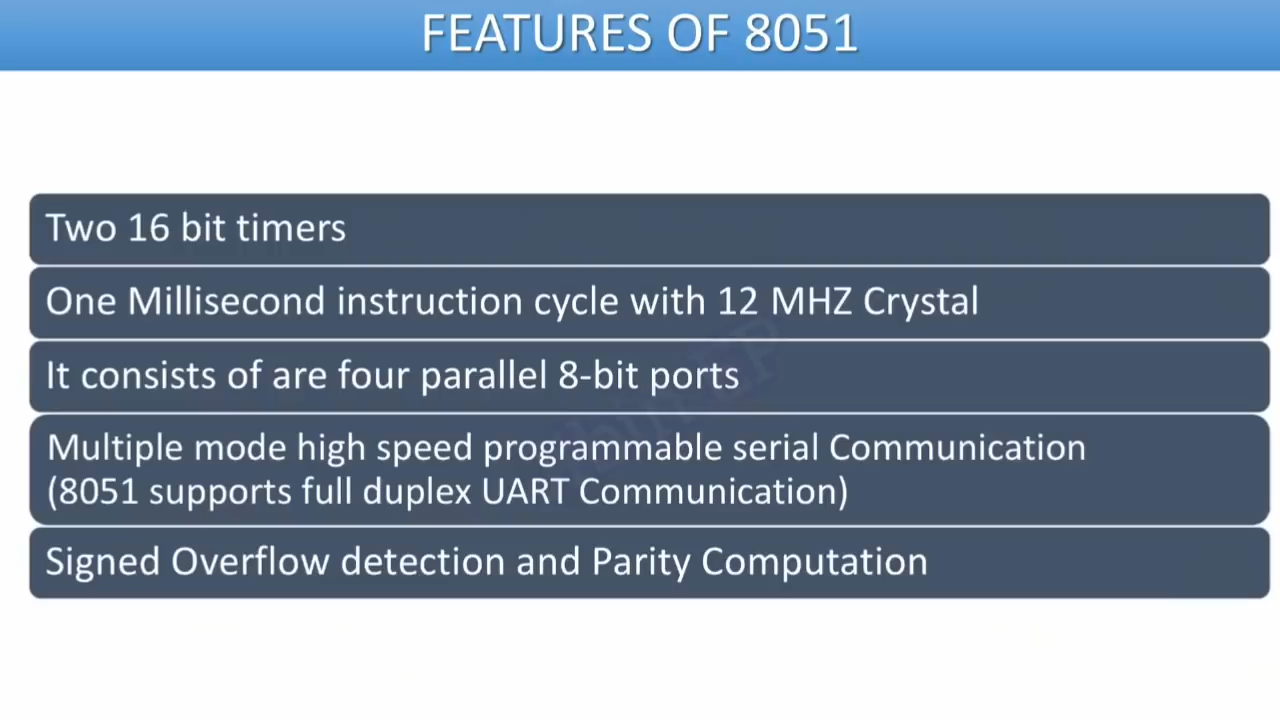 FEATURES OF 8051
Two 16 bit timers
One Millisecond instruction cycle with 12 MHZ Crystal
It consists of are four parallel 8-bit ports
Multiple mode high speed programmable serial Communication
(8051 supports full duplex UART Communication)
Signed Overflow detection and Parity Computation